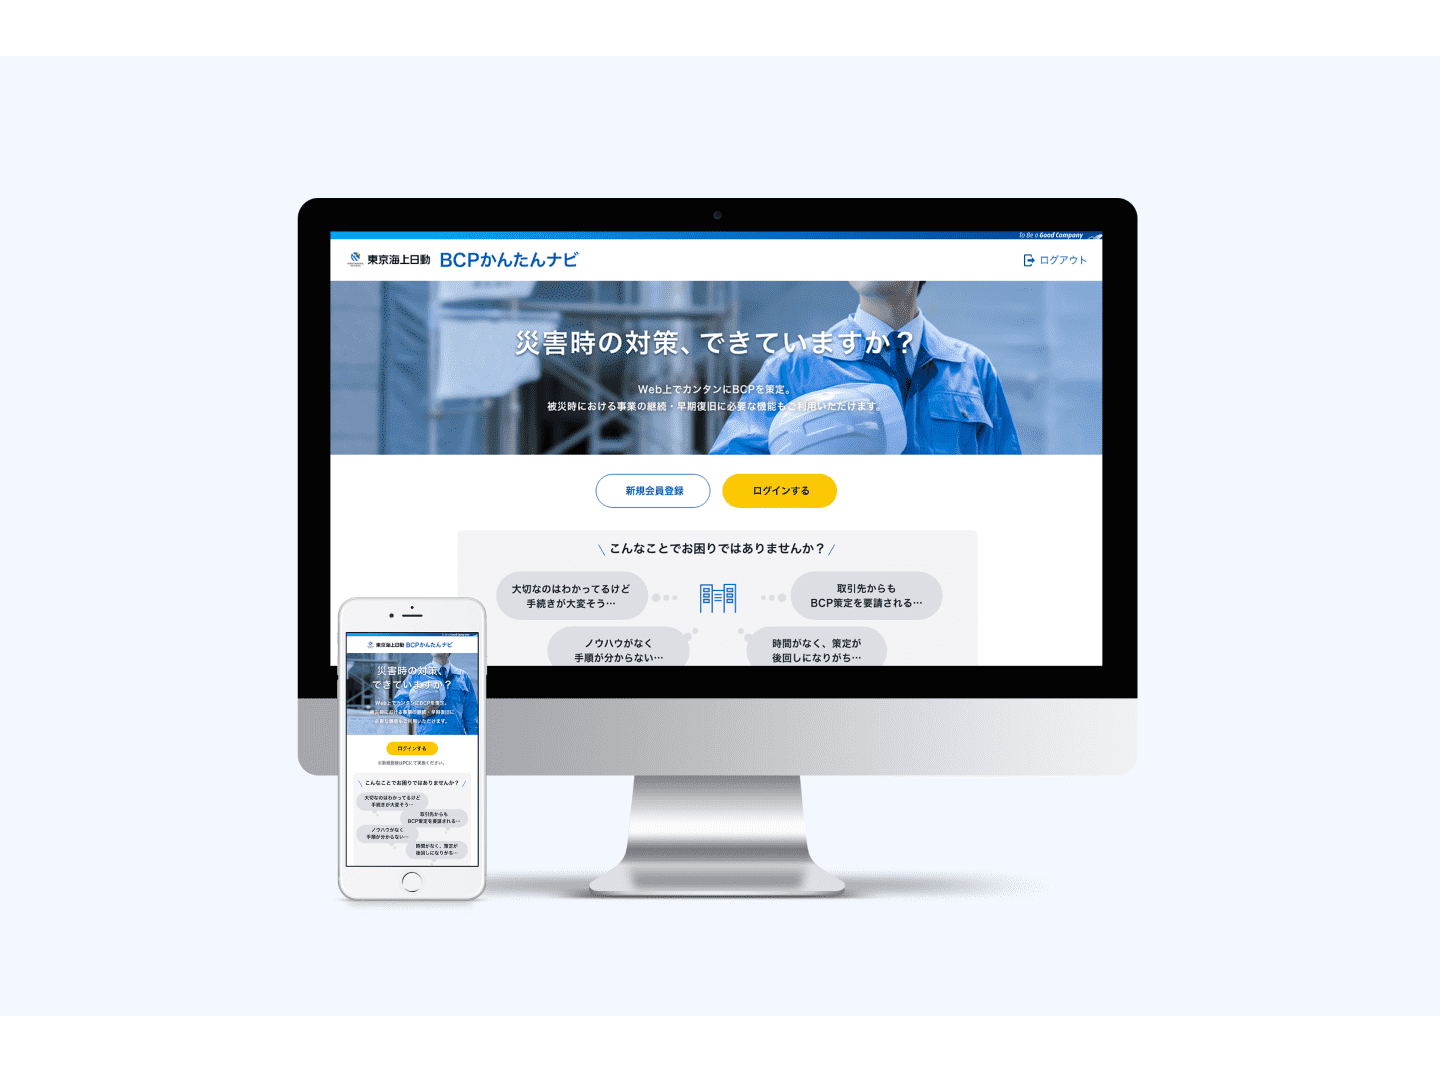 To Be a Good Company
東京海上日動 BCPかんたんナビ
ログアウト
災害時の対策、できていますか？
Web上でカンタンにBCPを策定。
被災時における事業の継続・早期復旧に必要な機能もご利用いただけます。
新規会員登録
ログインする
\ こんなことでお困りではありませんか？ /
大切なのはわかってるけど
手続きが大変そう…
取引先からも
BCP策定を要請される…
ノウハウがなく
手順が分からない…
時間がなく、策定が
後回しになりがち…
東京海上日動 BCPかんたんナビ
災害時の対策、
できていますか？
Web上でカンタンにBCPを策定。
被災時における事業の継続・早期復旧に
必要な機能もご利用いただけます。
ログインする
※新規登録はPCにて実施ください。
\ こんなことでお困りではありませんか？ /
大切なのはわかってるけど
手続きが大変そう…
取引先からも
BCP策定を要請される…
ノウハウがなく
手順が分からない…
時間がなく、策定が
後回しになりがち…